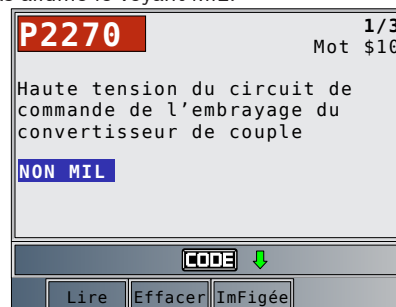 P2270
1/3
Mot $10
Haute tension du circuit de
commande de l'embrayage du
convertisseur de couple
NON MIL
CODE
Lire Effacer ImFigée